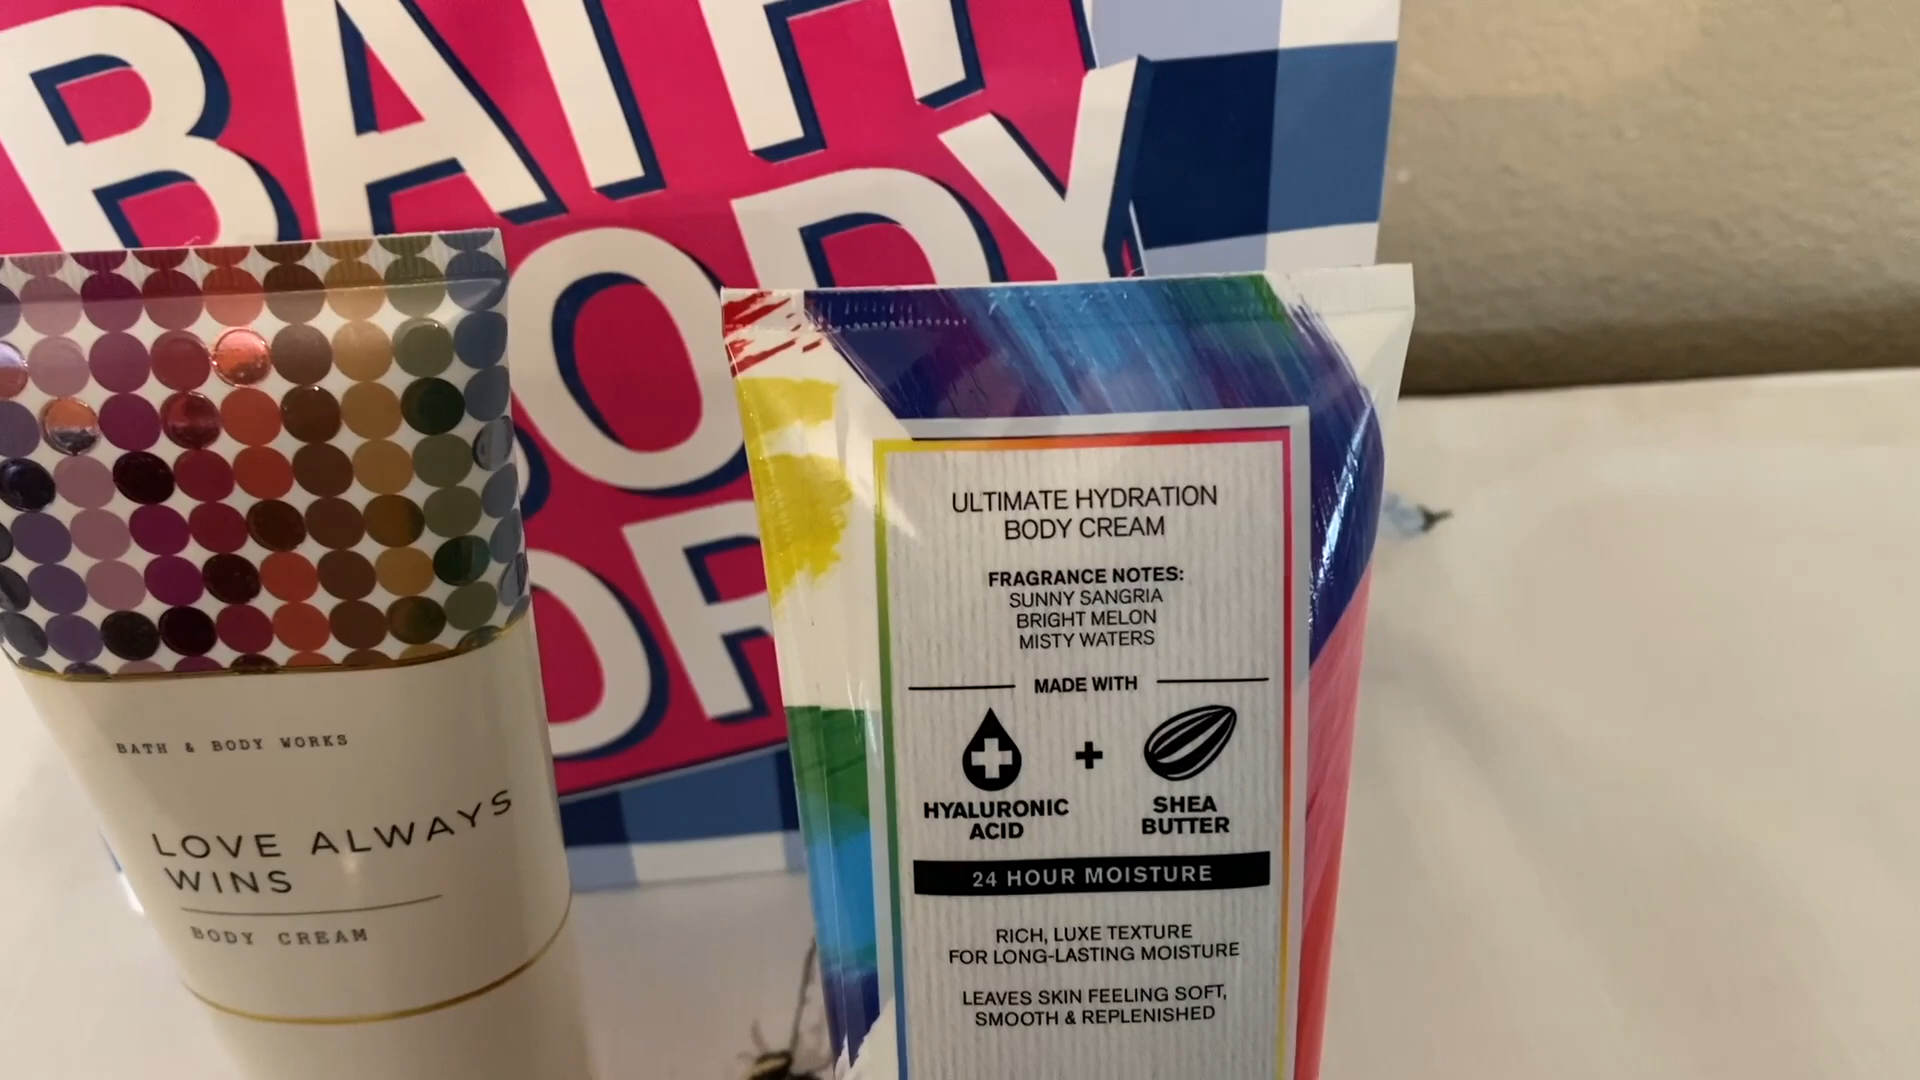 BATH
BODY
BATH & BODY WORKS
LOVE ALWAYS
WINS
BODY CREAM
ULTIMATE HYDRATION
BODY CREAM
FRAGRANCE NOTES:
SUNNY SANGRIA
BRIGHT MELON
MISTY WATERS
MADE WITH
HYALURONIC
ACID
+
SHEA
BUTTER
24 HOUR MOISTURE
RICH, LUXE TEXTURE
FOR LONG-LASTING MOISTURE
LEAVES SKIN FEELING SOFT,
SMOOTH & REPLENISHED